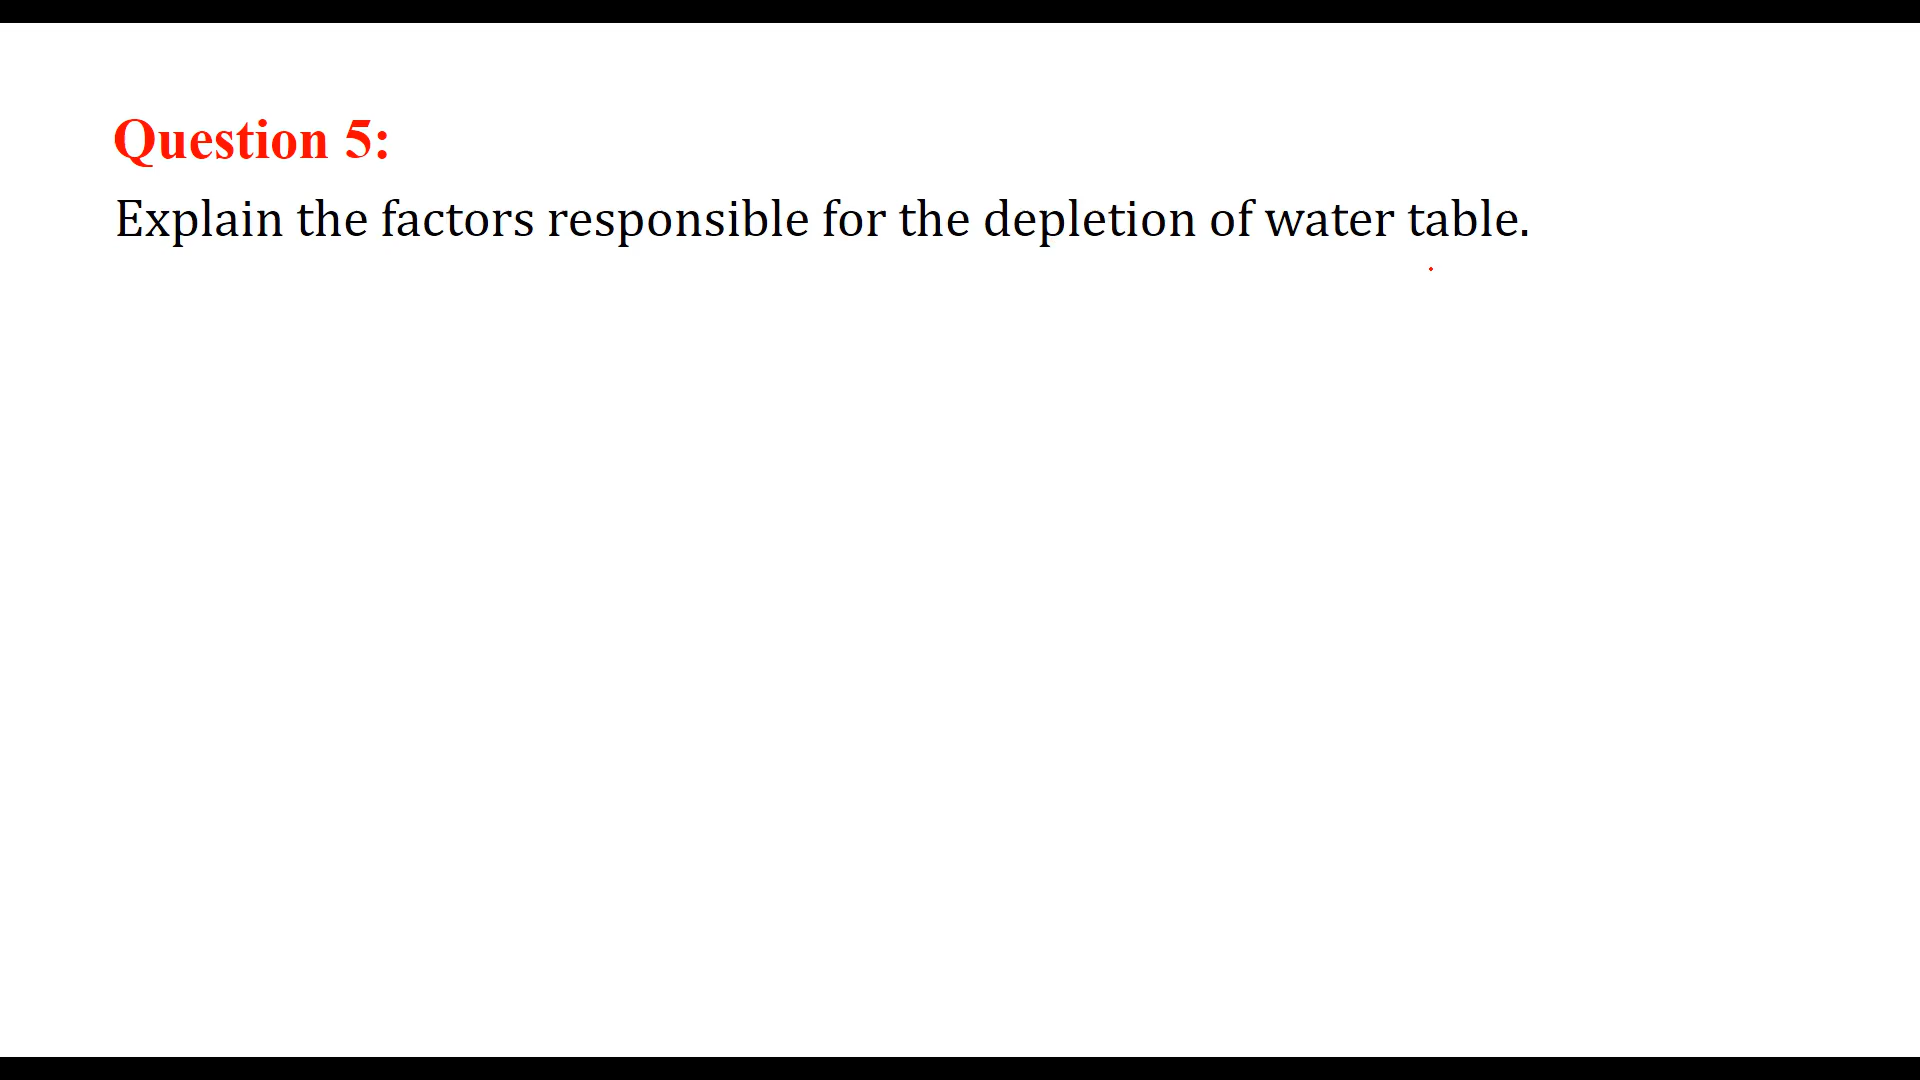 Question 5:
Explain the factors responsible for the depletion of water table.